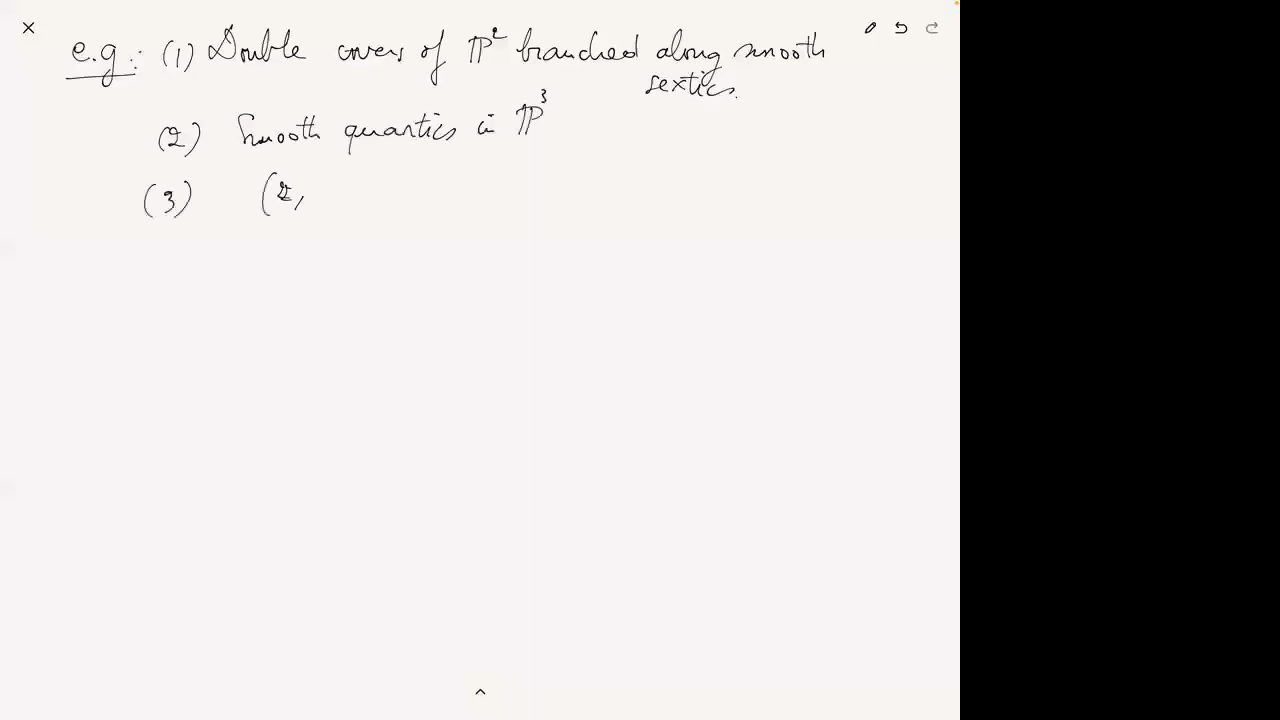 e.g.: (1) Double covers of ℙ² branched along smooth
sextics.
(2) Smooth quartics in ℙ³
(3) (2,